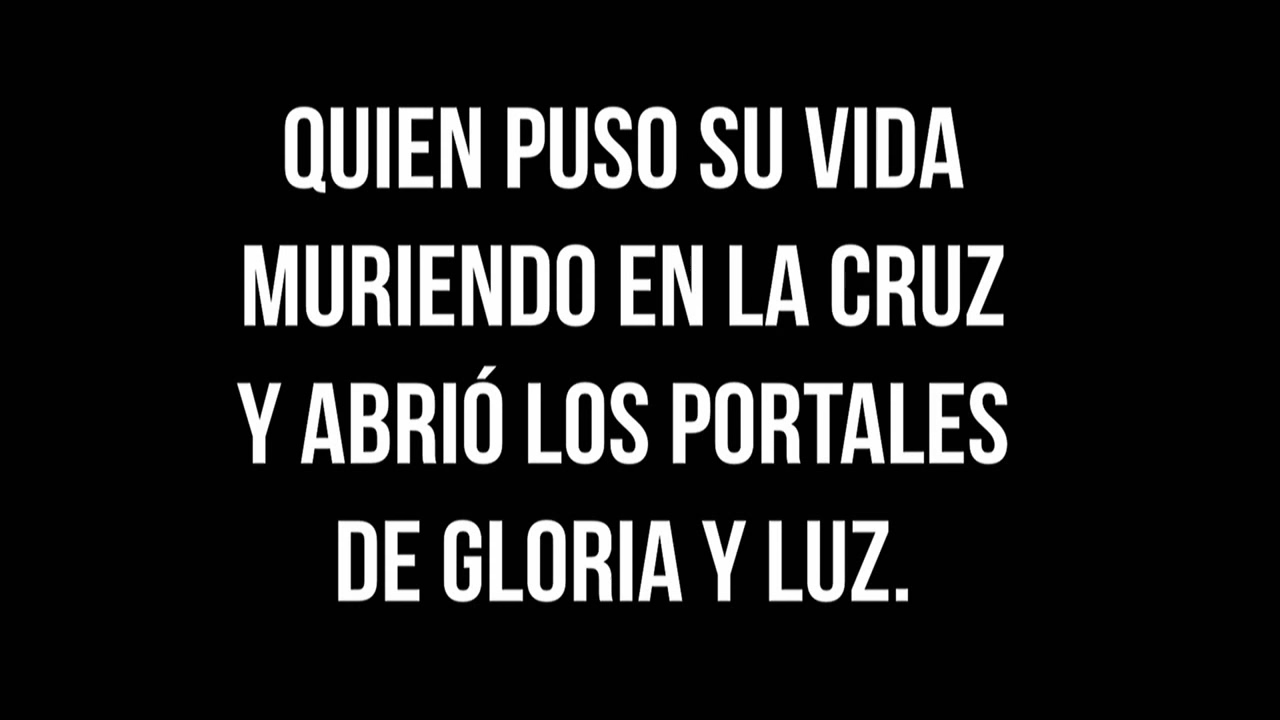 QUIEN PUSO SU VIDA
MURIENDO EN LA CRUZ
Y ABRIÓ LOS PORTALES
DE GLORIA Y LUZ.